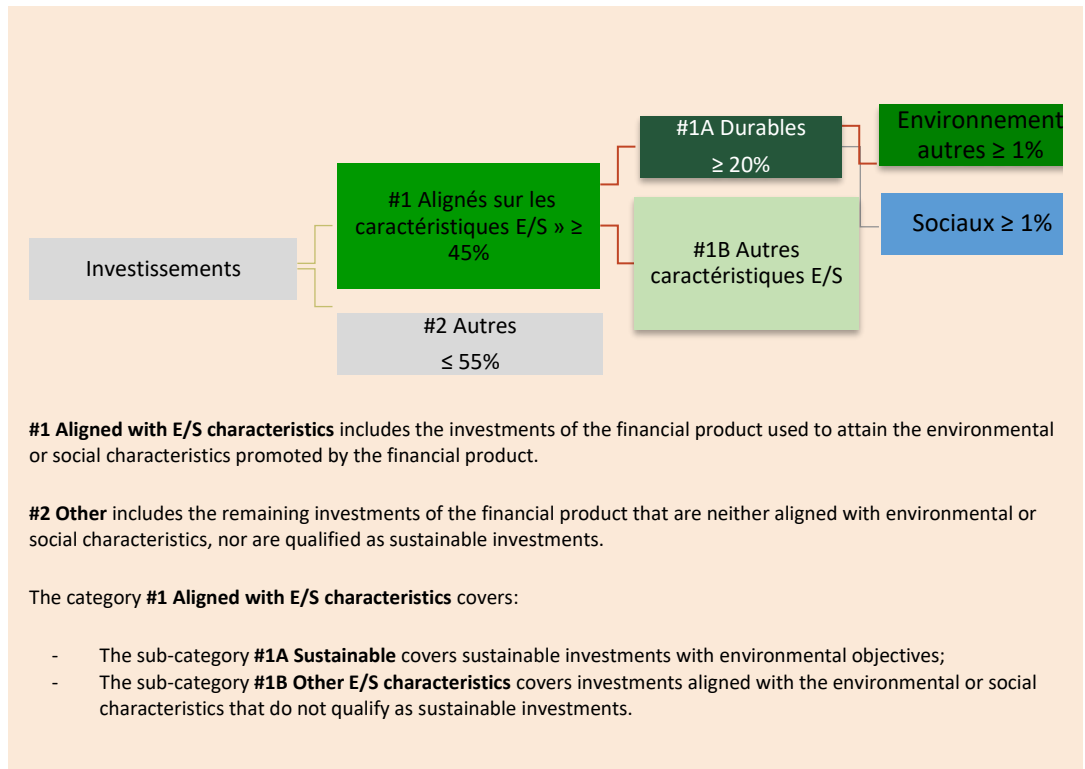 Investissements
#1 Alignés sur les
caractéristiques E/S » ≥
45%
#2 Autres
≤ 55%
#1A Durables
≥ 20%
#1B Autres
caractéristiques E/S
Environnement
autres ≥ 1%
Sociaux ≥ 1%
#1 Aligned with E/S characteristics includes the investments of the financial product used to attain the environmental
or social characteristics promoted by the financial product.
#2 Other includes the remaining investments of the financial product that are neither aligned with environmental or
social characteristics, nor are qualified as sustainable investments.
The category #1 Aligned with E/S characteristics covers:
- The sub-category #1A Sustainable covers sustainable investments with environmental objectives;
- The sub-category #1B Other E/S characteristics covers investments aligned with the environmental or social
characteristics that do not qualify as sustainable investments.